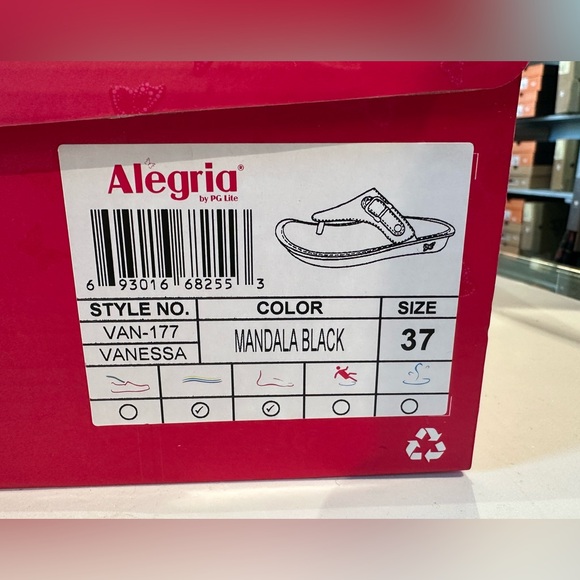 Alegria®
by PG Lite
6 93016 68255 3
STYLE NO. COLOR SIZE
VAN-177 MANDALA BLACK 37
VANESSA